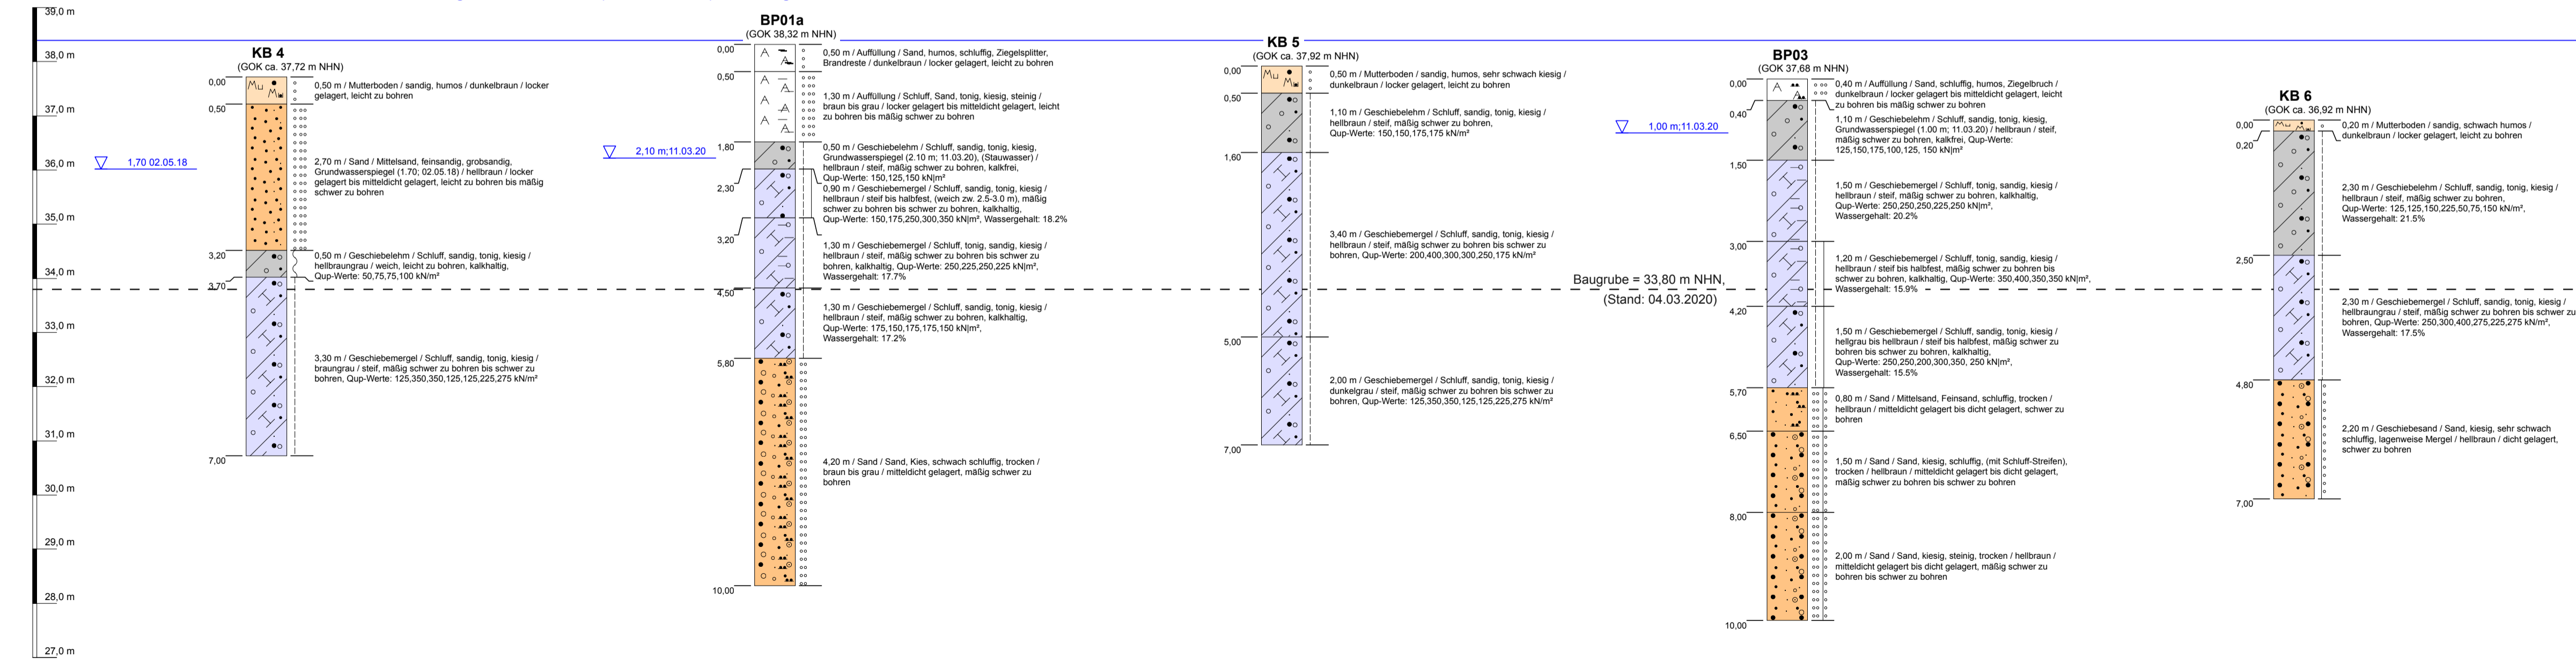 39,0 m
38,0 m
37,0 m
36,0 m
35,0 m
34,0 m
33,0 m
32,0 m
31,0 m
30,0 m
29,0 m
28,0 m
27,0 m
KB 4
(GOK ca. 37,72 m NHN)
0,00
Mu
Mu
0,50 m / Mutterboden / sandig, humos / dunkelbraun / locker
gelagert, leicht zu bohren
0,50
1,70 02.05.18
2,70 m / Sand / Mittelsand, feinsandig, grobsandig,
Grundwasserspiegel (1.70; 02.05.18) / hellbraun / locker
gelagert bis mitteldicht gelagert, leicht zu bohren bis mäßig
schwer zu bohren
3,20
0,50 m / Geschiebelehm / Schluff, sandig, tonig, kiesig /
hellbraungrau / weich, leicht zu bohren, kalkhaltig,
Qup-Werte: 50,75,75,100 kN/m²
3,70
3,30 m / Geschiebemergel / Schluff, sandig, tonig, kiesig /
braungrau / steif, mäßig schwer zu bohren bis schwer zu
bohren, Qup-Werte: 125,350,350,125,125,225,275 kN/m²
7,00
BP01a
(GOK 38,32 m NHN)
0,00
A
A
0,50 m / Auffüllung / Sand, humos, schluffig, Ziegelsplitter,
Brandreste / dunkelbraun / locker gelagert, leicht zu bohren
0,50
A
A
A
A
A
A
1,30 m / Auffüllung / Schluff, Sand, tonig, kiesig, steinig /
braun bis grau / locker gelagert bis mitteldicht gelagert, leicht
zu bohren bis mäßig schwer zu bohren
1,80
2,10 m;11.03.20
0,50 m / Geschiebelehm / Schluff, sandig, tonig, kiesig,
Grundwasserspiegel (2.10 m; 11.03.20), (Stauwasser) /
hellbraun / steif, mäßig schwer zu bohren, kalkfrei,
Qup-Werte: 150,125,150 kN|m²
2,30
0,90 m / Geschiebemergel / Schluff, sandig, tonig, kiesig /
hellbraun / steif bis halbfest, (weich zw. 2.5-3.0 m), mäßig
schwer zu bohren bis schwer zu bohren, kalkhaltig,
Qup-Werte: 150,175,250,300,350 kN|m², Wassergehalt: 18.2%
3,20
1,30 m / Geschiebemergel / Schluff, tonig, sandig, kiesig /
hellbraun / steif, mäßig schwer zu bohren bis schwer zu
bohren, kalkhaltig, Qup-Werte: 250,225,250,225 kN|m²,
Wassergehalt: 17.7%
4,50
1,30 m / Geschiebemergel / Schluff, sandig, tonig, kiesig /
hellbraun / steif, mäßig schwer zu bohren, kalkhaltig,
Qup-Werte: 175,150,175,175,150 kN|m²,
Wassergehalt: 17.2%
5,80
4,20 m / Sand / Sand, Kies, schwach schluffig, trocken /
braun bis grau / mitteldicht gelagert, mäßig schwer zu
bohren
10,00
KB 5
(GOK ca. 37,92 m NHN)
0,00
Mu
Mu
0,50 m / Mutterboden / sandig, humos, sehr schwach kiesig /
dunkelbraun / locker gelagert, leicht zu bohren
0,50
1,10 m / Geschiebelehm / Schluff, sandig, tonig, kiesig /
hellbraun / steif, mäßig schwer zu bohren,
Qup-Werte: 150,150,175,175 kN/m²
1,60
3,40 m / Geschiebemergel / Schluff, sandig, tonig, kiesig /
hellbraun / steif, mäßig schwer zu bohren bis schwer zu
bohren, Qup-Werte: 200,400,300,300,250,175 kN/m²
5,00
2,00 m / Geschiebemergel / Schluff, sandig, tonig, kiesig /
dunkelgrau / steif, mäßig schwer zu bohren bis schwer zu
bohren, Qup-Werte: 125,350,350,125,125,225,275 kN/m²
7,00
Baugrube = 33,80 m NHN,
(Stand: 04.03.2020)
BP03
(GOK 37,68 m NHN)
0,00
A
A
0,40 m / Auffüllung / Sand, schluffig, humos, Ziegelbruch /
dunkelbraun / locker gelagert bis mitteldicht gelagert, leicht
zu bohren bis mäßig schwer zu bohren
0,40
1,00 m;11.03.20
1,10 m / Geschiebelehm / Schluff, sandig, tonig, kiesig,
Grundwasserspiegel (1.00 m; 11.03.20) / hellbraun / steif,
mäßig schwer zu bohren, kalkfrei, Qup-Werte:
125,150,175,100,125, 150 kN|m²
1,50
1,50 m / Geschiebemergel / Schluff, tonig, sandig, kiesig /
hellbraun / steif, mäßig schwer zu bohren, kalkhaltig,
Qup-Werte: 250,250,250,225,250 kN|m²,
Wassergehalt: 20.2%
3,00
1,20 m / Geschiebemergel / Schluff, tonig, sandig, kiesig /
hellbraun / steif bis halbfest, mäßig schwer zu bohren bis
schwer zu bohren, kalkhaltig, Qup-Werte: 350,400,350,350 kN|m²,
Wassergehalt: 15.9%
4,20
1,50 m / Geschiebemergel / Schluff, sandig, tonig, kiesig /
hellgrau bis hellbraun / steif bis halbfest, mäßig schwer zu
bohren bis schwer zu bohren, kalkhaltig,
Qup-Werte: 250,250,200,300,350, 250 kN|m²,
Wassergehalt: 15.5%
5,70
0,80 m / Sand / Mittelsand, Feinsand, schluffig, trocken /
hellbraun / mitteldicht gelagert bis dicht gelagert, schwer zu
bohren
6,50
1,50 m / Sand / Sand, kiesig, schluffig, (mit Schluff-Streifen),
trocken / hellbraun / mitteldicht gelagert bis dicht gelagert,
mäßig schwer zu bohren bis schwer zu bohren
8,00
2,00 m / Sand / Sand, kiesig, steinig, trocken / hellbraun /
mitteldicht gelagert bis dicht gelagert, mäßig schwer zu
bohren bis schwer zu bohren
10,00
KB 6
(GOK ca. 36,92 m NHN)
0,00
Mu
Mu
0,20 m / Mutterboden / sandig, schwach humos /
dunkelbraun / locker gelagert, leicht zu bohren
0,20
2,30 m / Geschiebelehm / Schluff, sandig, tonig, kiesig /
hellbraun / steif, mäßig schwer zu bohren,
Qup-Werte: 125,125,150,225,50,75,150 kN/m²,
Wassergehalt: 21.5%
2,50
2,30 m / Geschiebemergel / Schluff, sandig, tonig, kiesig /
hellbraungrau / steif, mäßig schwer zu bohren bis schwer zu
bohren, Qup-Werte: 250,300,400,275,225,275 kN/m²,
Wassergehalt: 17.5%
4,80
2,20 m / Geschiebesand / Sand, kiesig, sehr schwach
schluffig, lagenweise Mergel / hellbraun / dicht gelagert,
schwer zu bohren
7,00